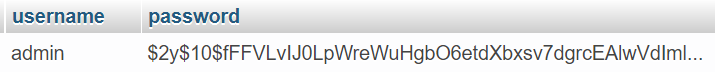 username password
admin $2y$10$fFFVLvIJ0LpWreWuHgbO6etdXbxsv7dgrcEAlwVdIml...